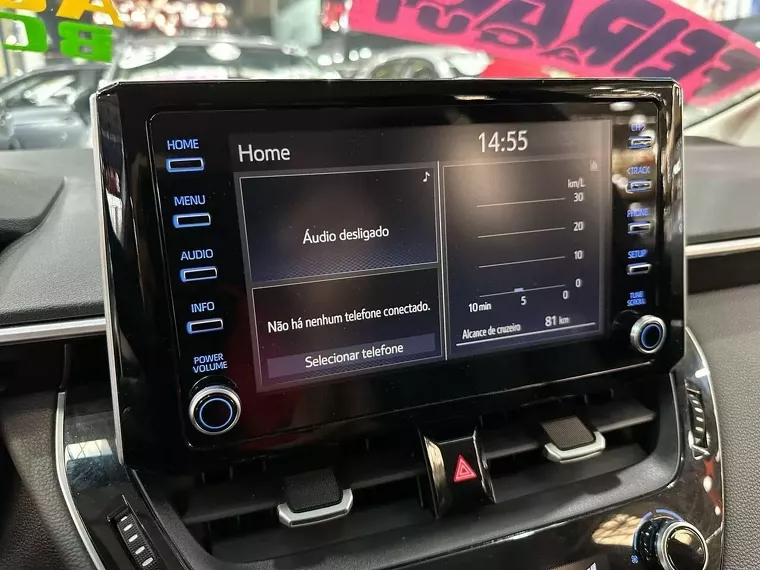 FEIRÃO
HOME
MENU
AUDIO
INFO
POWER
VOLUME
Home
14:55
Áudio desligado
Não há nenhum telefone conectado.
Selecionar telefone
km/L
30
20
10
0
10 min 5 0
Alcance de cruzeiro 81 km
CH>
<TRACK
PHONE
SETUP
TUNE
SCROLL